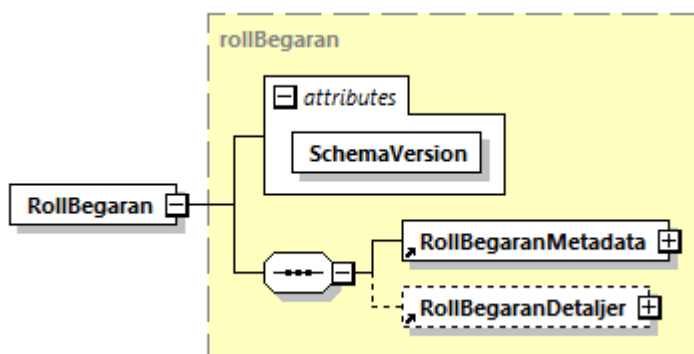 rollBegaran
attributes
SchemaVersion
RollBegaran
RollBegaranMetadata
RollBegaranDetaljer